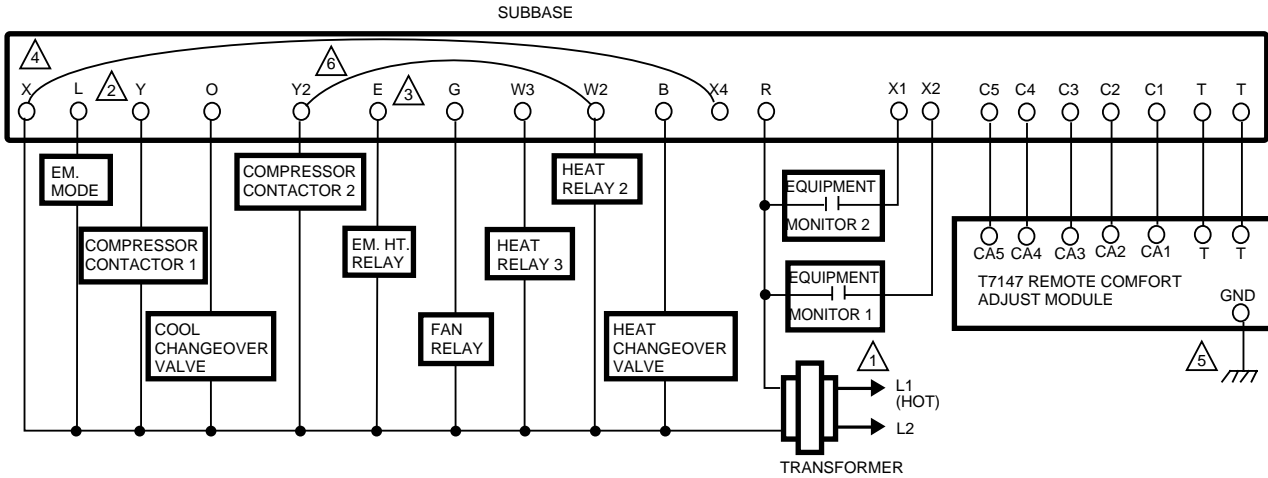 SUBBASE
4 2 6 3
X L Y O Y2 E G W3 W2 B X4 R X1 X2 C5 C4 C3 C2 C1 T T
EM.
MODE
COMPRESSOR
CONTACTOR 1
COOL
CHANGEOVER
VALVE
COMPRESSOR
CONTACTOR 2
EM. HT.
RELAY
FAN
RELAY
HEAT
RELAY 3
HEAT
RELAY 2
HEAT
CHANGEOVER
VALVE
EQUIPMENT
MONITOR 2
EQUIPMENT
MONITOR 1
1
L1
(HOT)
L2
TRANSFORMER
CA5 CA4 CA3 CA2 CA1 T T
T7147 REMOTE COMFORT
ADJUST MODULE
GND
5